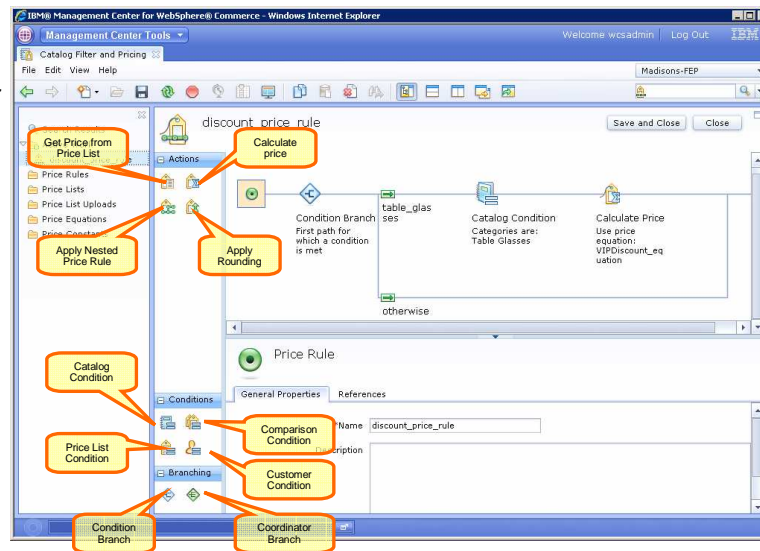 IBM® Management Center for WebSphere® Commerce - Windows Internet Explorer
Management Center Tools
Welcome wcsadmin
Log Out
IBM
Catalog Filter and Pricing
File Edit View Help
Madisons-FEP
discount_price_rule
Save and Close
Close
Get Price from
Price List
Calculate
price
Actions
Price Rules
Price Lists
Price List Uploads
Price Equations
Price Constants
Apply Nested
Price Rule
Apply
Rounding
Condition Branch
First path for
which a condition
is met
table_glas
ses
Catalog Condition
Categories are:
Table Glasses
Calculate Price
Use price
equation:
VIPDiscount_eq
uation
otherwise
Price Rule
Catalog
Condition
Conditions
General Properties
References
*Name
discount_price_rule
Comparison
Condition
Description
Price List
Condition
Customer
Condition
Branching
Condition
Branch
Coordinator
Branch